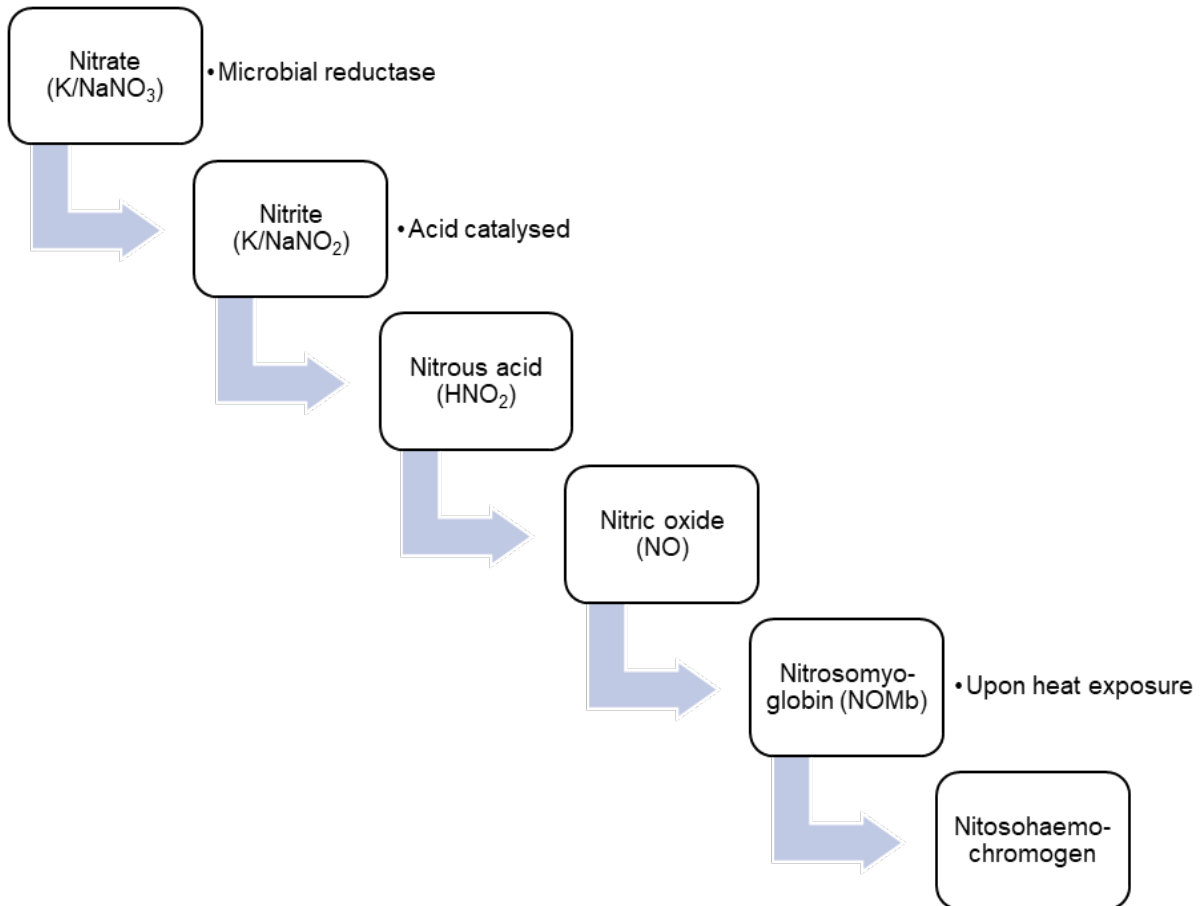 Nitrate
(K/NaNO₃)
•Microbial reductase
Nitrite
(K/NaNO₂)
•Acid catalysed
Nitrous acid
(HNO₂)
Nitric oxide
(NO)
Nitrosomyo-
globin (NOMb)
•Upon heat exposure
Nitosohaemo-
chromogen